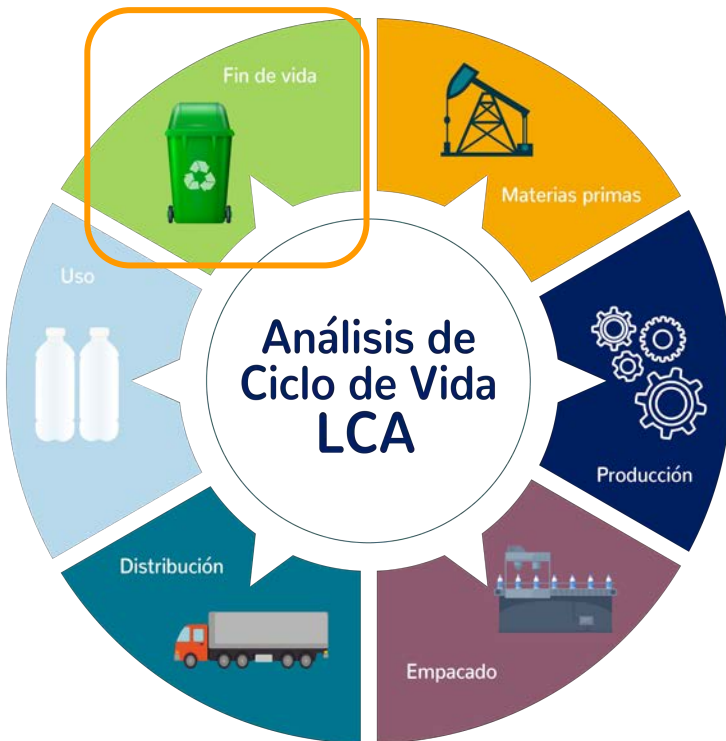 Fin de vida
Materias primas
Uso
Análisis de
Ciclo de Vida
LCA
Producción
Distribución
Empacado